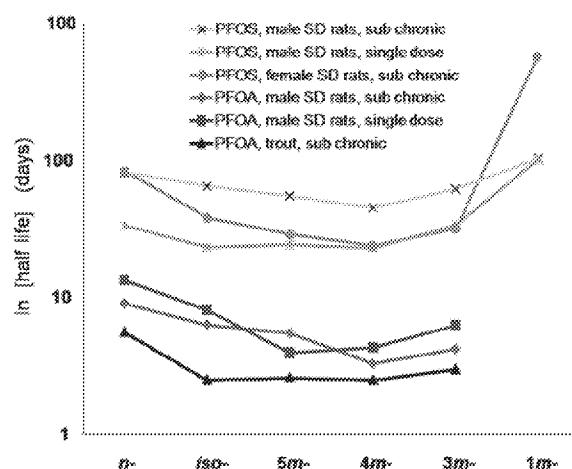 100
PFOS, male SD rats, sub chronic
PFOS, male SD rats, single dose
PFOS, female SD rats, sub chronic
PFOA, male SD rats, sub chronic
PFOA, male SD rats, single dose
PFOA, trout, sub chronic
100
10
1
ln [half life] (days)
n- iso- 5m- 4m- 3m- 1m-